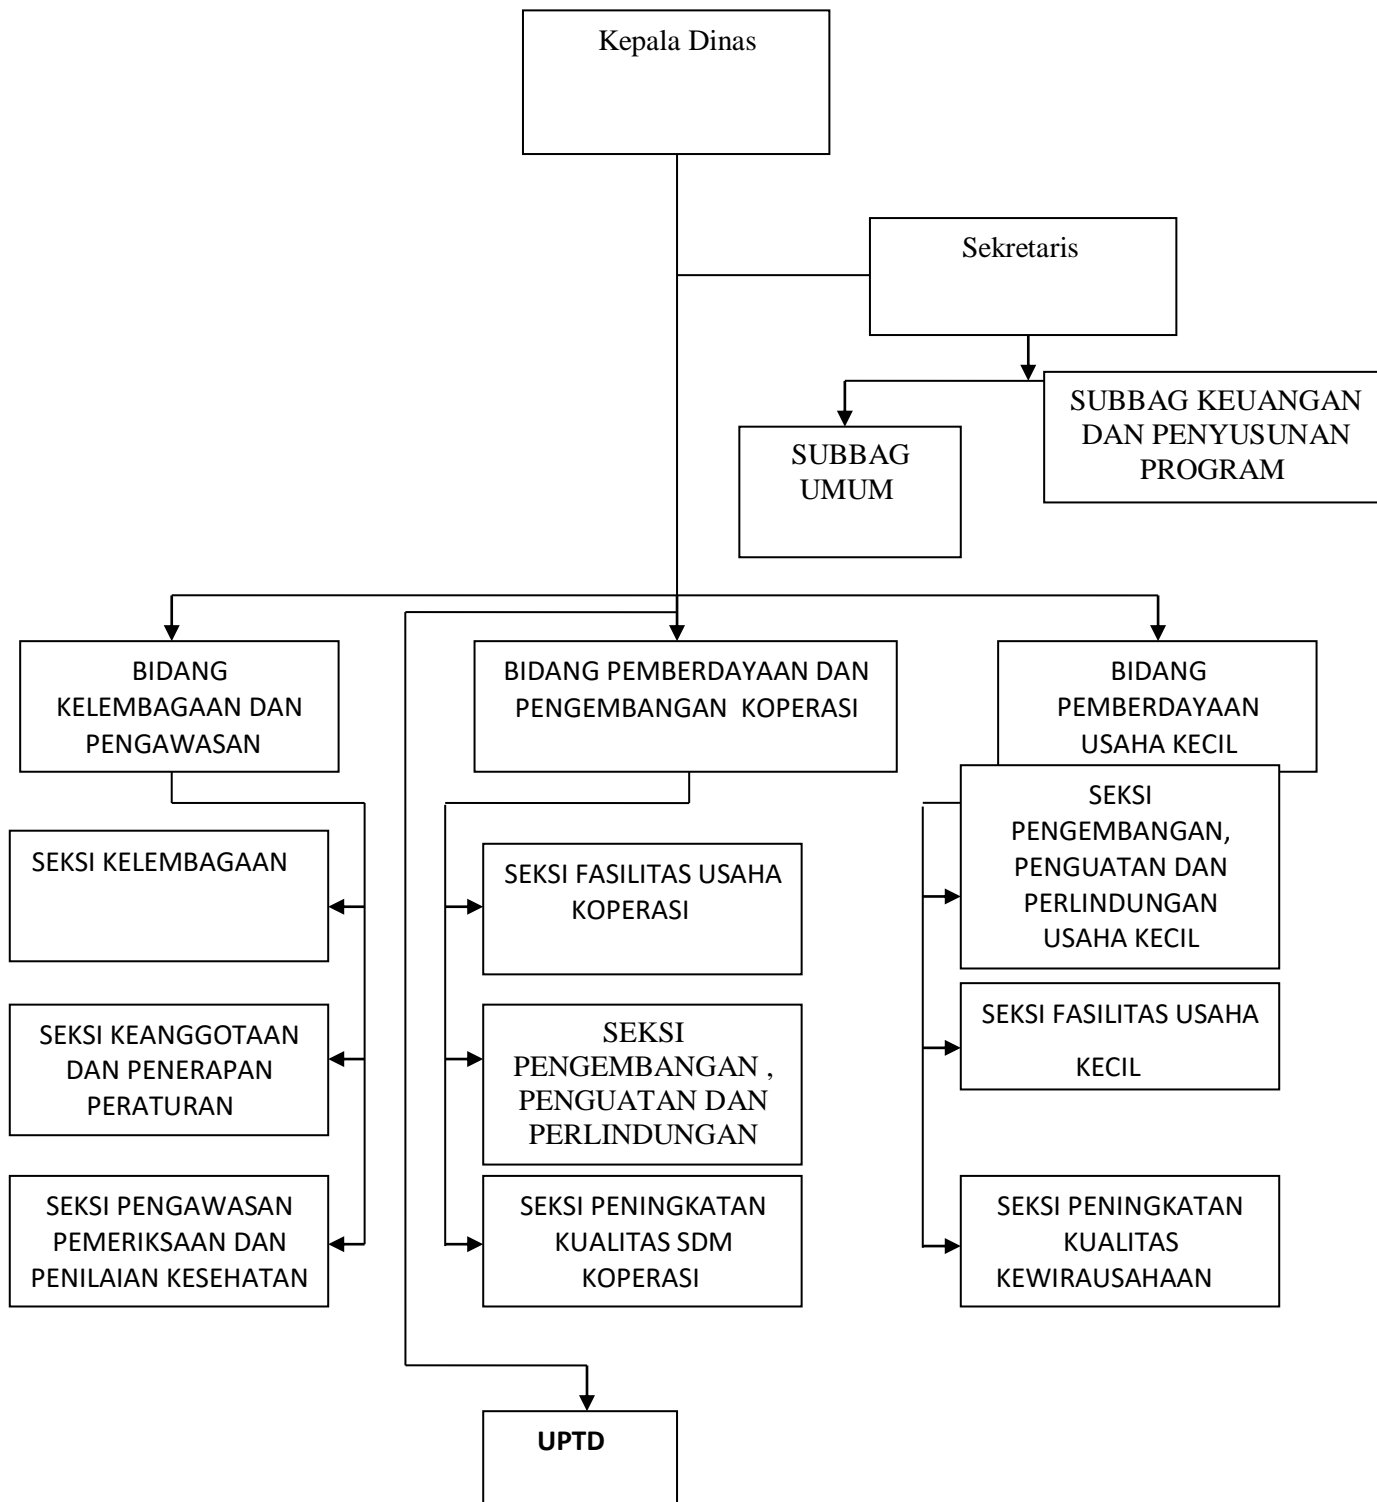 Kepala Dinas
Sekretaris
SUBBAG
UMUM
SUBBAG KEUANGAN
DAN PENYUSUNAN
PROGRAM
BIDANG
KELEMBAGAAN DAN
PENGAWASAN
BIDANG PEMBERDAYAAN DAN
PENGEMBANGAN  KOPERASI
BIDANG
PEMBERDAYAAN
USAHA KECIL
SEKSI KELEMBAGAAN
SEKSI KEANGGOTAAN
DAN PENERAPAN
PERATURAN
SEKSI PENGAWASAN
PEMERIKSAAN DAN
PENILAIAN KESEHATAN
SEKSI FASILITAS USAHA
KOPERASI
SEKSI
PENGEMBANGAN ,
PENGUATAN DAN
PERLINDUNGAN
SEKSI PENINGKATAN
KUALITAS SDM
KOPERASI
SEKSI
PENGEMBANGAN,
PENGUATAN DAN
PERLINDUNGAN
USAHA KECIL
SEKSI FASILITAS USAHA
KECIL
SEKSI PENINGKATAN
KUALITAS
KEWIRAUSAHAAN
UPTD